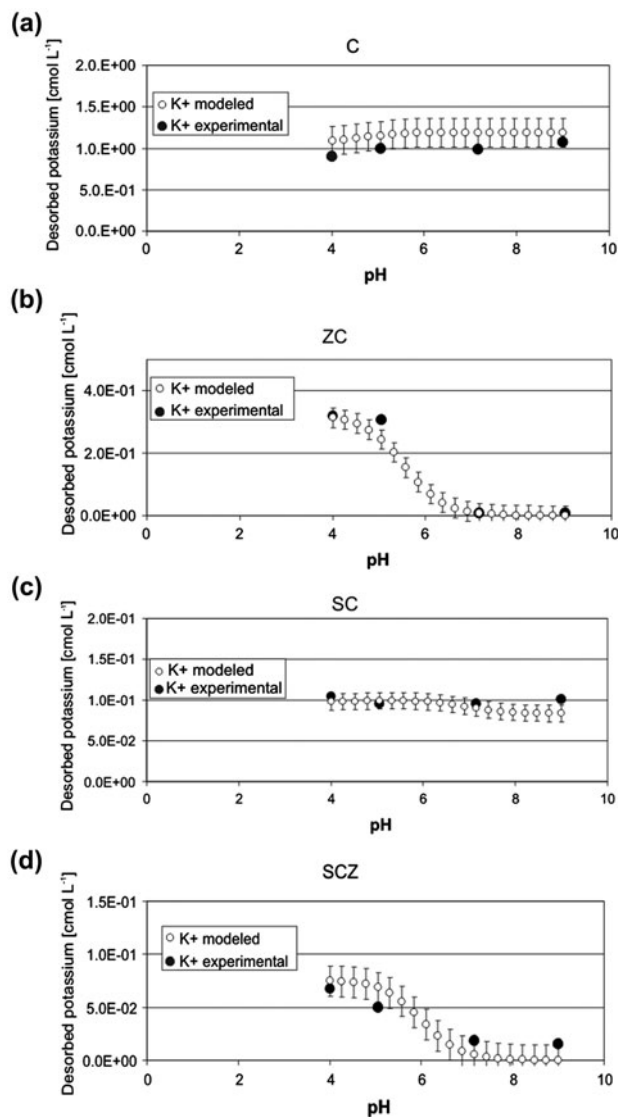 (a)
C
Desorbed potassium [cmol L-1]
2.0E+00
1.5E+00
1.0E+00
5.0E-01
0.0E+00
K+ modeled
K+ experimental
0 2 4 6 8 10
pH
(b)
ZC
Desorbed potassium [cmol L-1]
4.0E-01
2.0E-01
0.0E+00
K+ modeled
K+ experimental
0 2 4 6 8 10
pH
(c)
SC
Desorbed potassium [cmol L-1]
2.0E-01
1.5E-01
1.0E-01
5.0E-02
0.0E+00
K+ modeled
K+ experimental
0 2 4 6 8 10
pH
(d)
SCZ
Desorbed potassium [cmol L-1]
1.5E-01
1.0E-01
5.0E-02
0.0E+00
K+ modeled
K+ experimental
0 2 4 6 8 10
pH